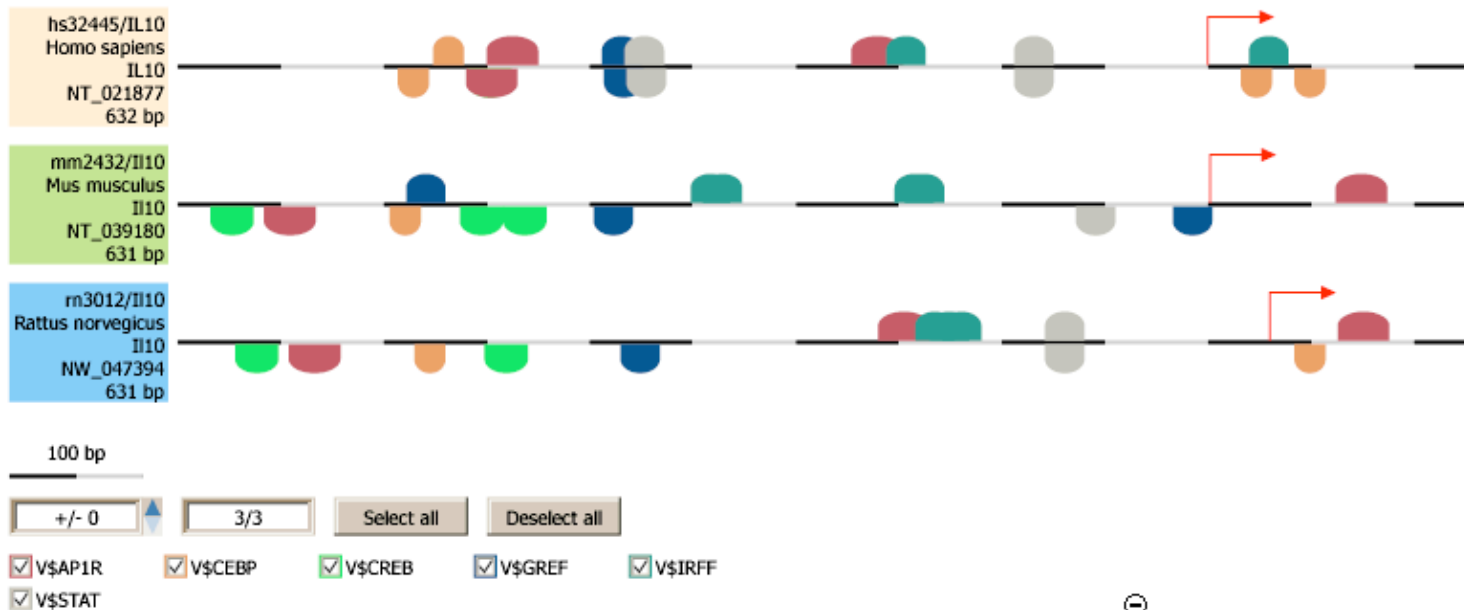 hs32445/IL10
Homo sapiens
IL10
NT_021877
632 bp
mm2432/Il10
Mus musculus
Il10
NT_039180
631 bp
rn3012/Il10
Rattus norvegicus
Il10
NW_047394
631 bp
100 bp
+/- 0 3/3 Select all Deselect all
V$AP1R V$CEBP V$CREB V$GREF V$IRFF
V$STAT